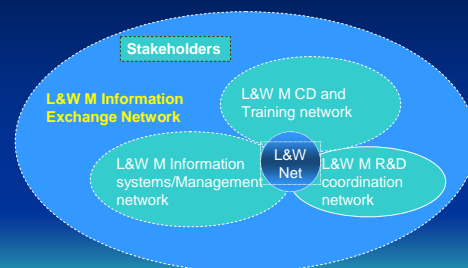 Stakeholders
L&W M Information
Exchange Network
L&W M CD and
Training network
L&W
Net
L&W M Information
systems/Management
network
L&W M R&D
coordination
network